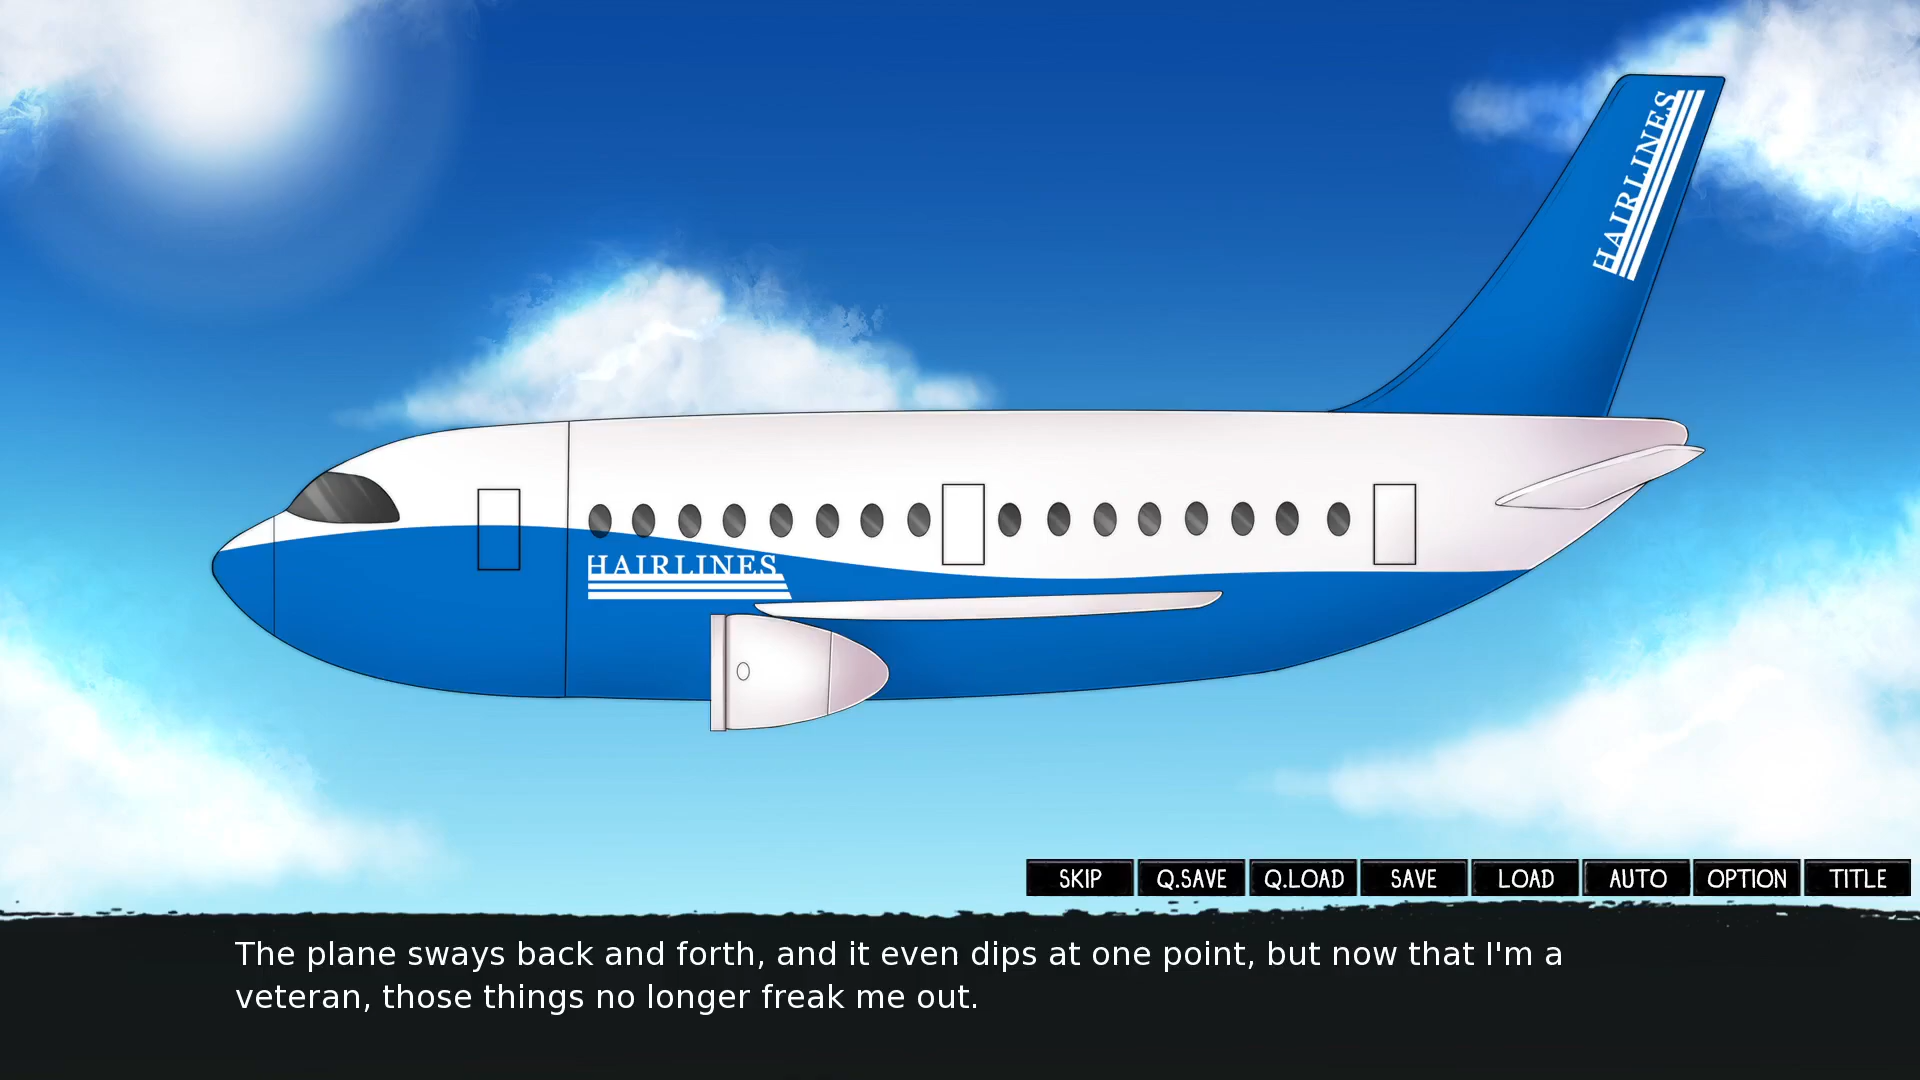 HAIRLINES
HAIRLINES
SKIP Q.SAVE Q.LOAD SAVE LOAD AUTO OPTION TITLE
The plane sways back and forth, and it even dips at one point, but now that I'm a
veteran, those things no longer freak me out.